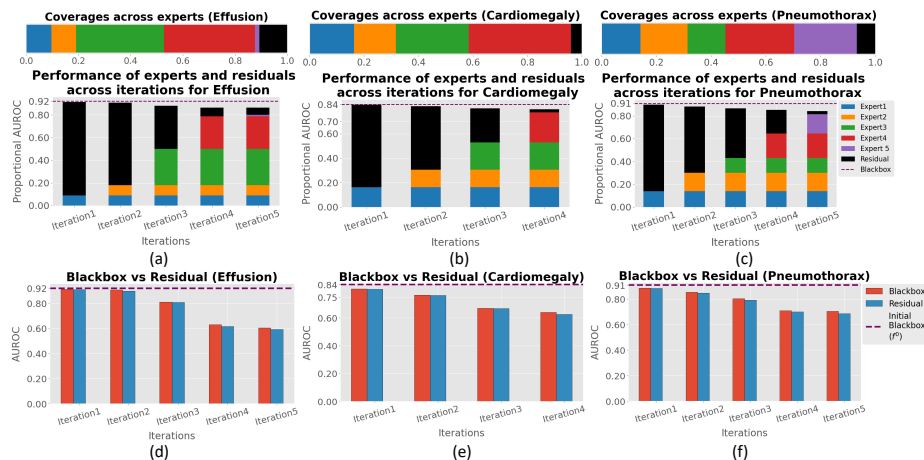 Coverages across experts (Effusion)
0.0 0.2 0.4 0.6 0.8 1.0
Coverages across experts (Cardiomegaly)
0.0 0.2 0.4 0.6 0.8 1.0
Coverages across experts (Pneumothorax)
0.0 0.2 0.4 0.6 0.8 1.0
Performance of experts and residuals
across iterations for Effusion
Proportional AUROC
0.92
0.80
0.60
0.40
0.20
0.00
Iteration1 Iteration2 Iteration3 Iteration4 Iteration5
Iterations
(a)
Performance of experts and residuals
across iterations for Cardiomegaly
Proportional AUROC
0.84
0.70
0.60
0.40
0.20
0.00
Iteration1 Iteration2 Iteration3 Iteration4
Iterations
(b)
Performance of experts and residuals
across iterations for Pneumothorax
Proportional AUROC
0.91
0.80
0.60
0.40
0.20
0.00
Iteration1 Iteration2 Iteration3 Iteration4 Iteration5
Iterations
(c)
Expert1
Expert2
Expert3
Expert4
Expert 5
Residual
Blackbox
Blackbox vs Residual (Effusion)
AUROC
0.92
0.80
0.60
0.40
0.20
0.00
Iteration1 Iteration2 Iteration3 Iteration4 Iteration5
Iterations
(d)
Blackbox vs Residual (Cardiomegaly)
AUROC
0.84
0.74
0.60
0.40
0.20
0.00
Iteration1 Iteration2 Iteration3 Iteration4
Iterations
(e)
Blackbox vs Residual (Pneumothorax)
AUROC
0.91
0.80
0.60
0.40
0.20
0.00
Iteration1 Iteration2 Iteration3 Iteration4 Iteration5
Iterations
(f)
Blackbox
Residual
Initial
Blackbox
(f⁰)